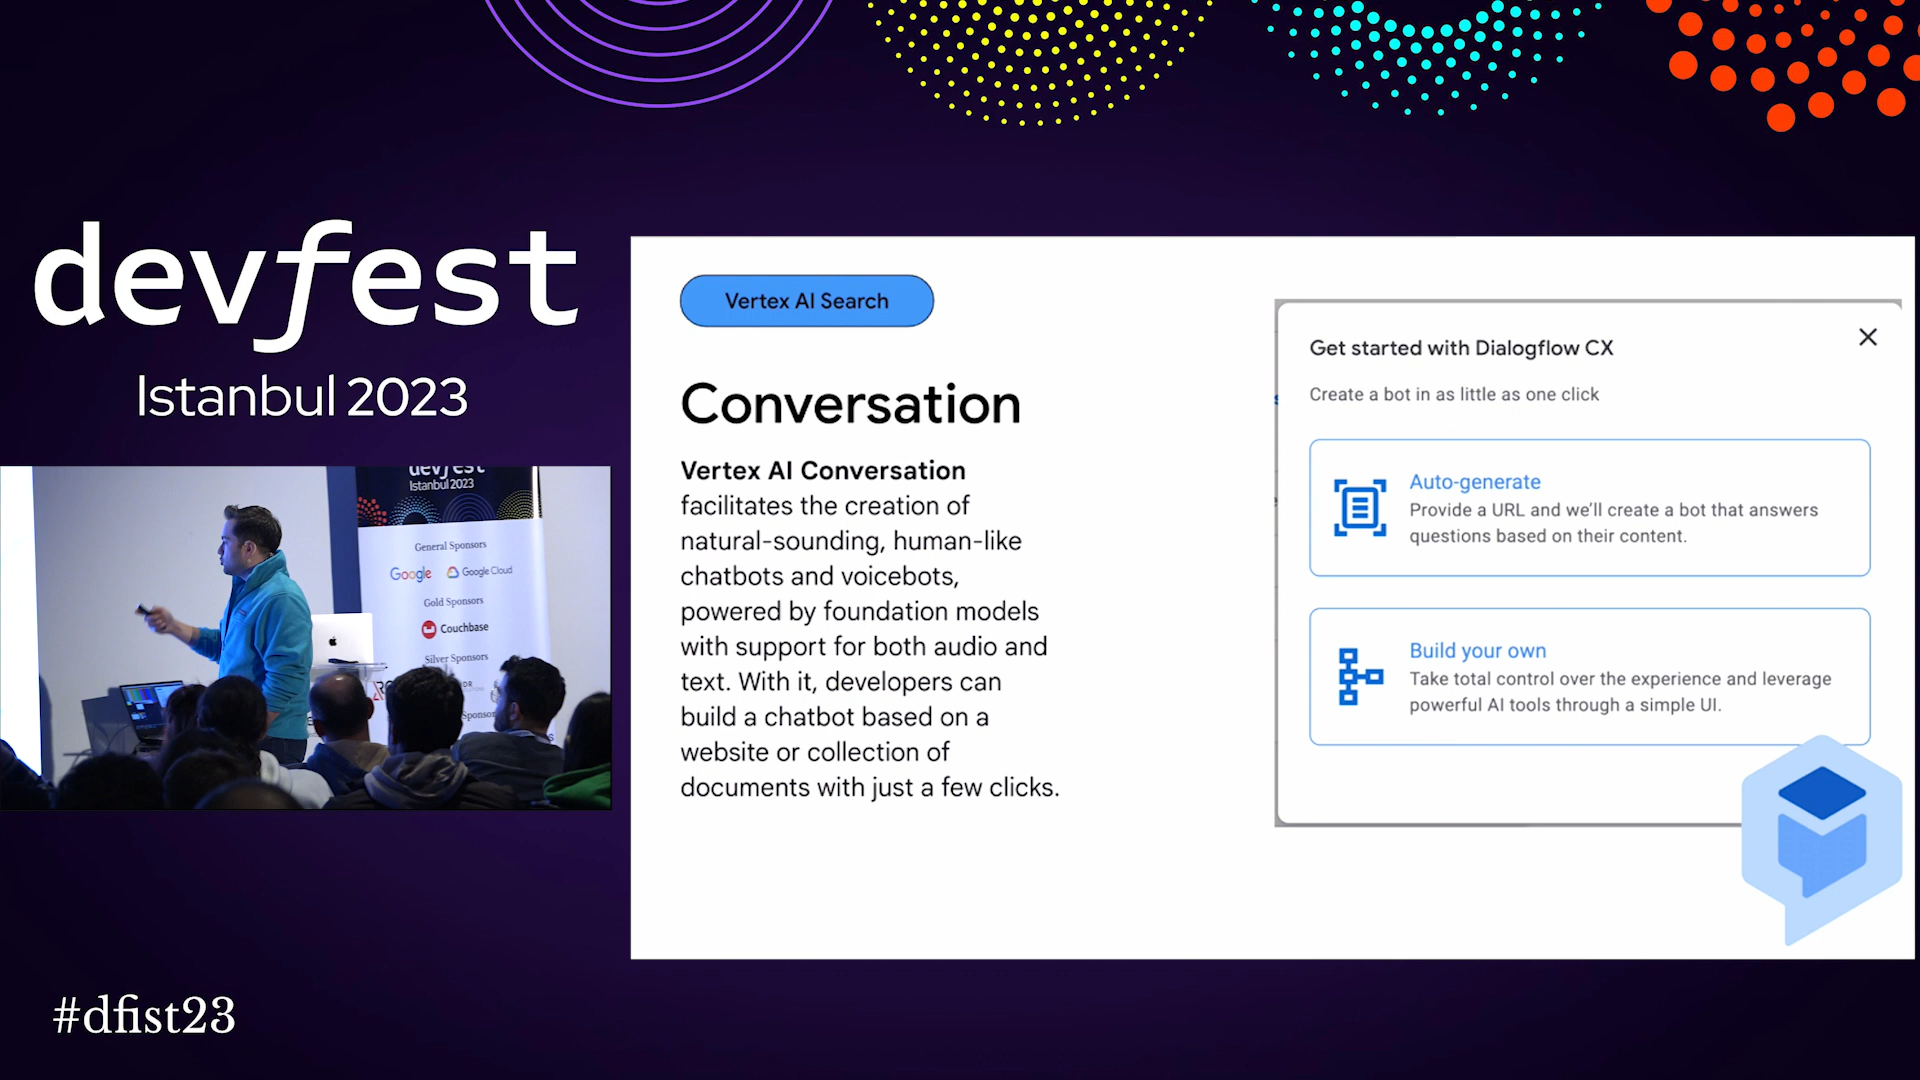 devfest
Istanbul 2023
devfest
Istanbul 2023
General Sponsors
Google
Google Cloud
Gold Sponsors
Couchbase
Silver Sponsors
#dfist23
Vertex AI Search
Conversation
Vertex AI Conversation
facilitates the creation of
natural-sounding, human-like
chatbots and voicebots,
powered by foundation models
with support for both audio and
text. With it, developers can
build a chatbot based on a
website or collection of
documents with just a few clicks.
Get started with Dialogflow CX
Create a bot in as little as one click
Auto-generate
Provide a URL and we’ll create a bot that answers
questions based on their content.
Build your own
Take total control over the experience and leverage
powerful AI tools through a simple UI.